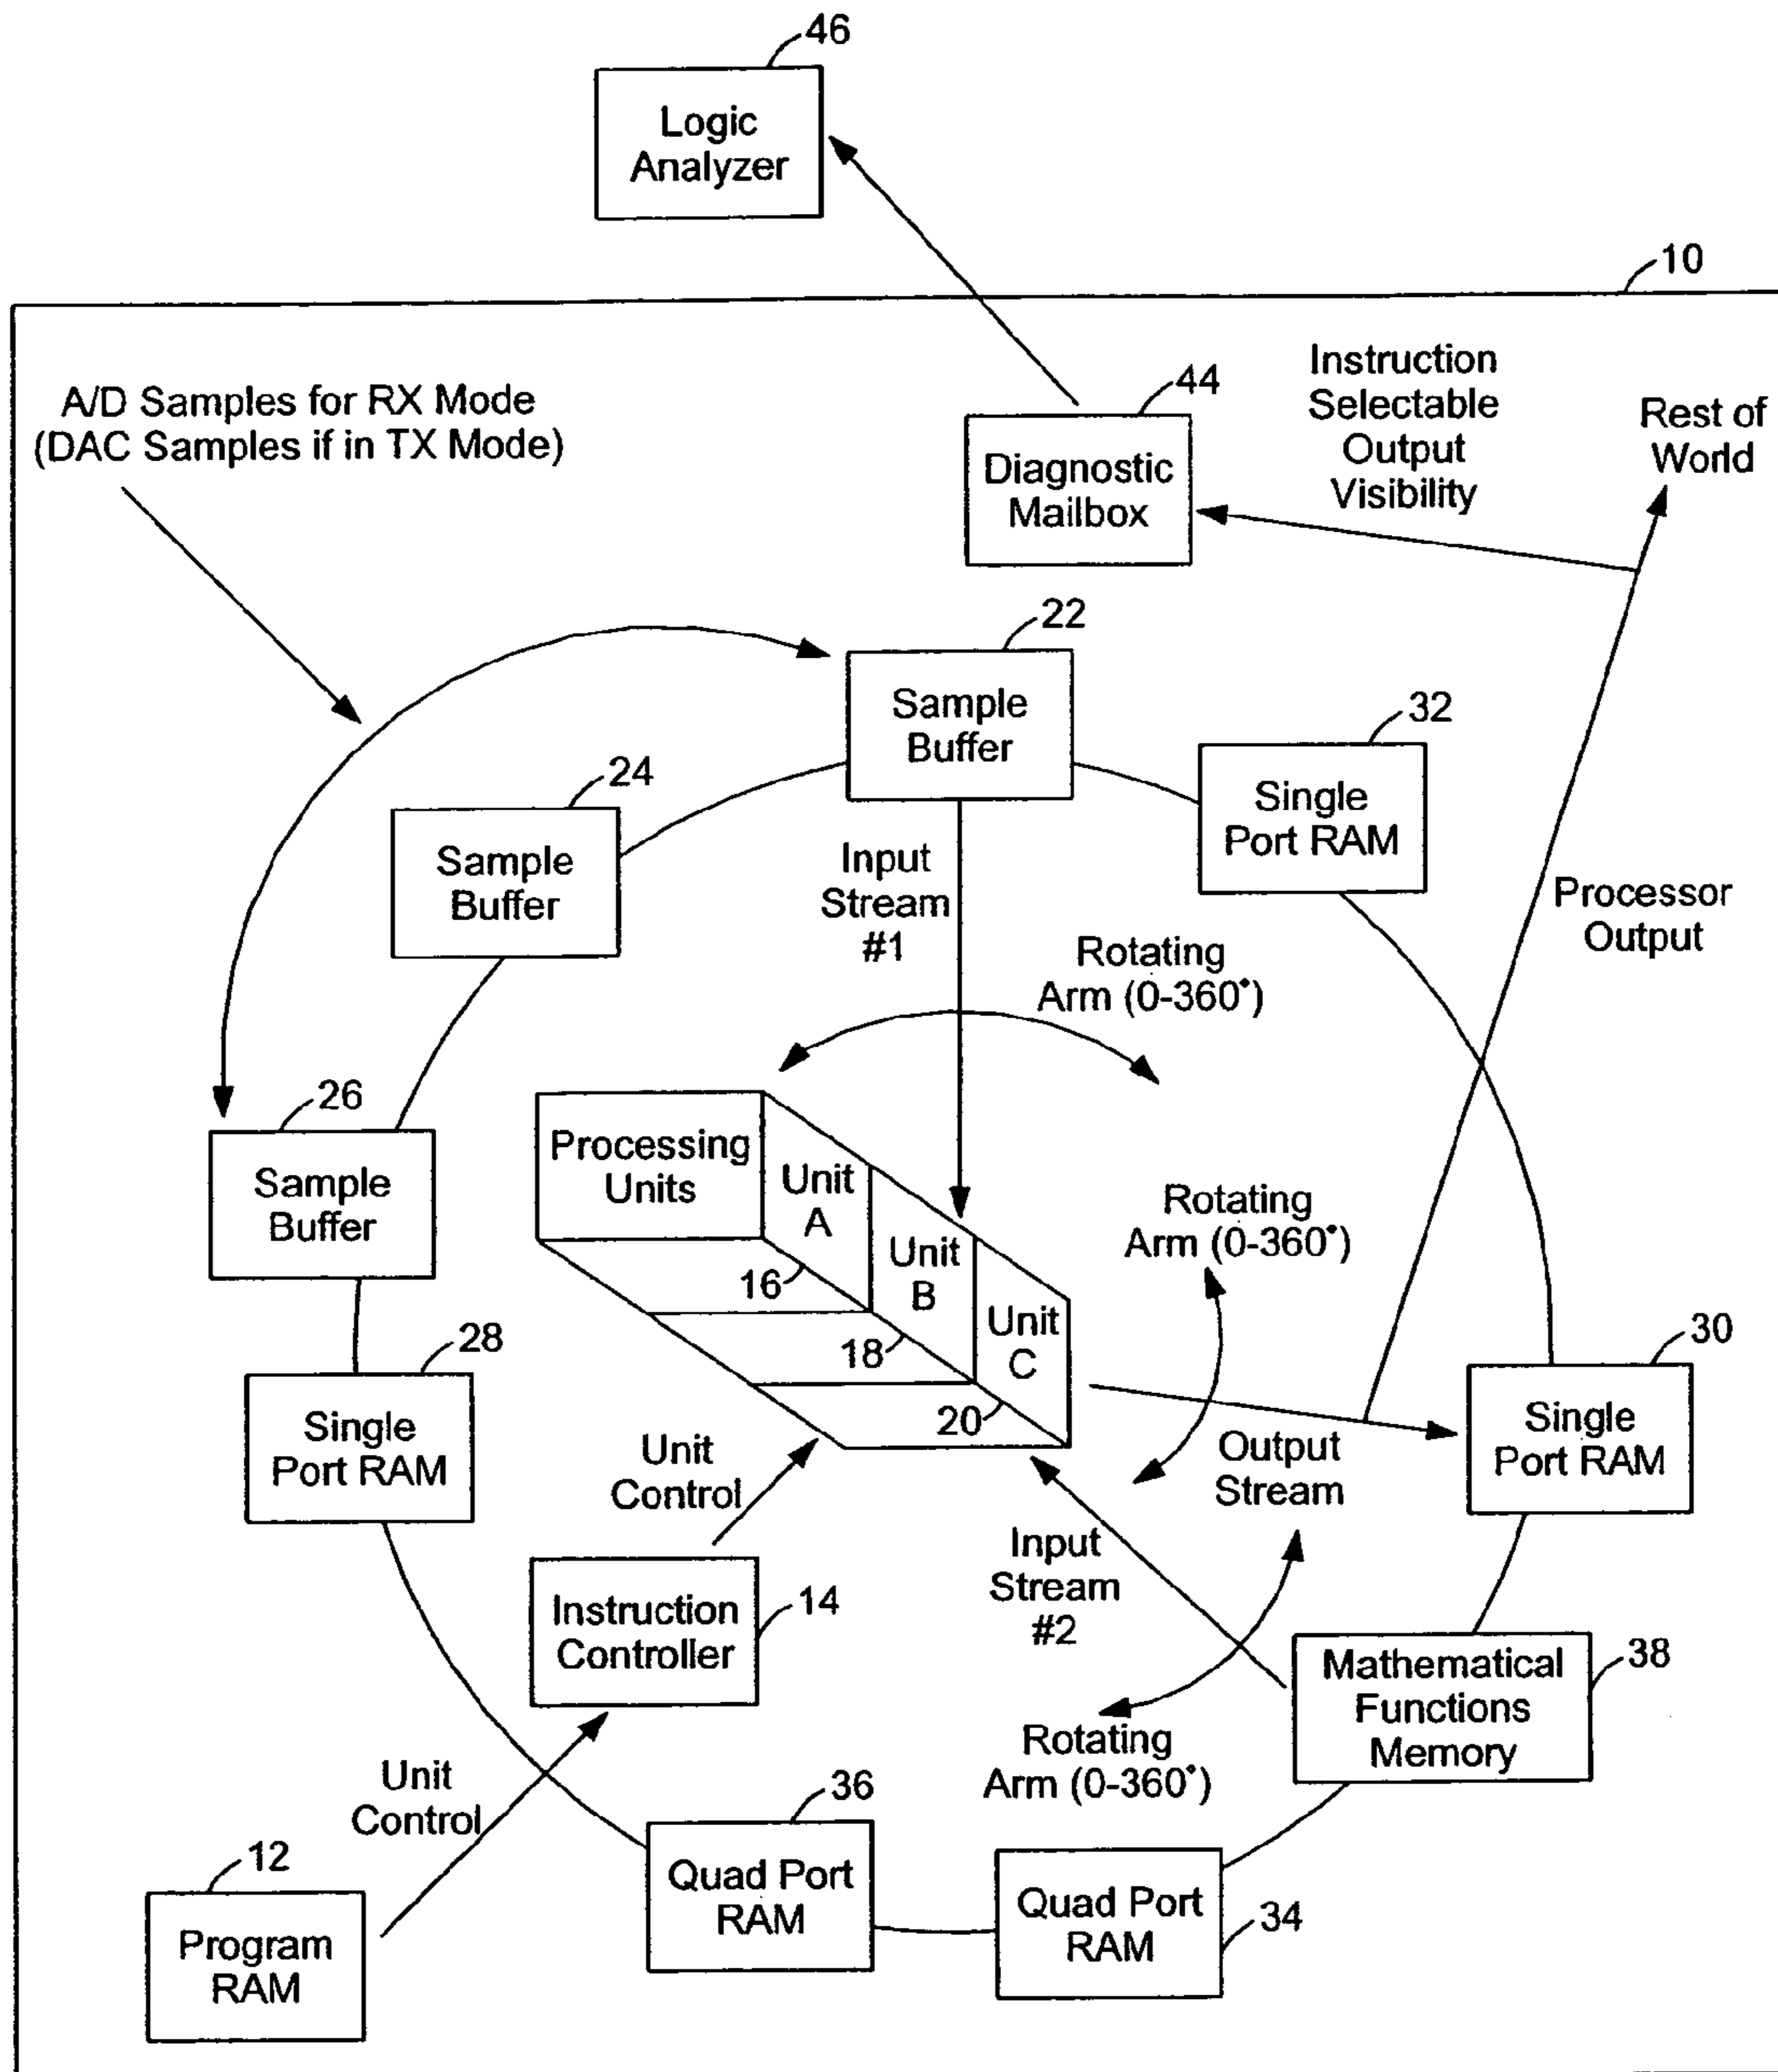 46
Logic
Analyzer
10
A/D Samples for RX Mode
(DAC Samples if in TX Mode)
44
Diagnostic
Mailbox
Instruction
Selectable
Output
Visibility
Rest of
World
22
Sample
Buffer
32
Single
Port RAM
24
Sample
Buffer
Input
Stream
#1
Processor
Output
Rotating
Arm (0-360°)
26
Sample
Buffer
Processing
Units
Unit
A
Unit
B
Unit
C
16
18
20
Rotating
Arm (0-360°)
28
Single
Port RAM
30
Single
Port RAM
Unit
Control
Output
Stream
Input
Stream
#2
Instruction
Controller
14
Mathematical
Functions
Memory
38
Rotating
Arm (0-360°)
Unit
Control
36
Quad Port
RAM
Quad Port
RAM
34
12
Program
RAM